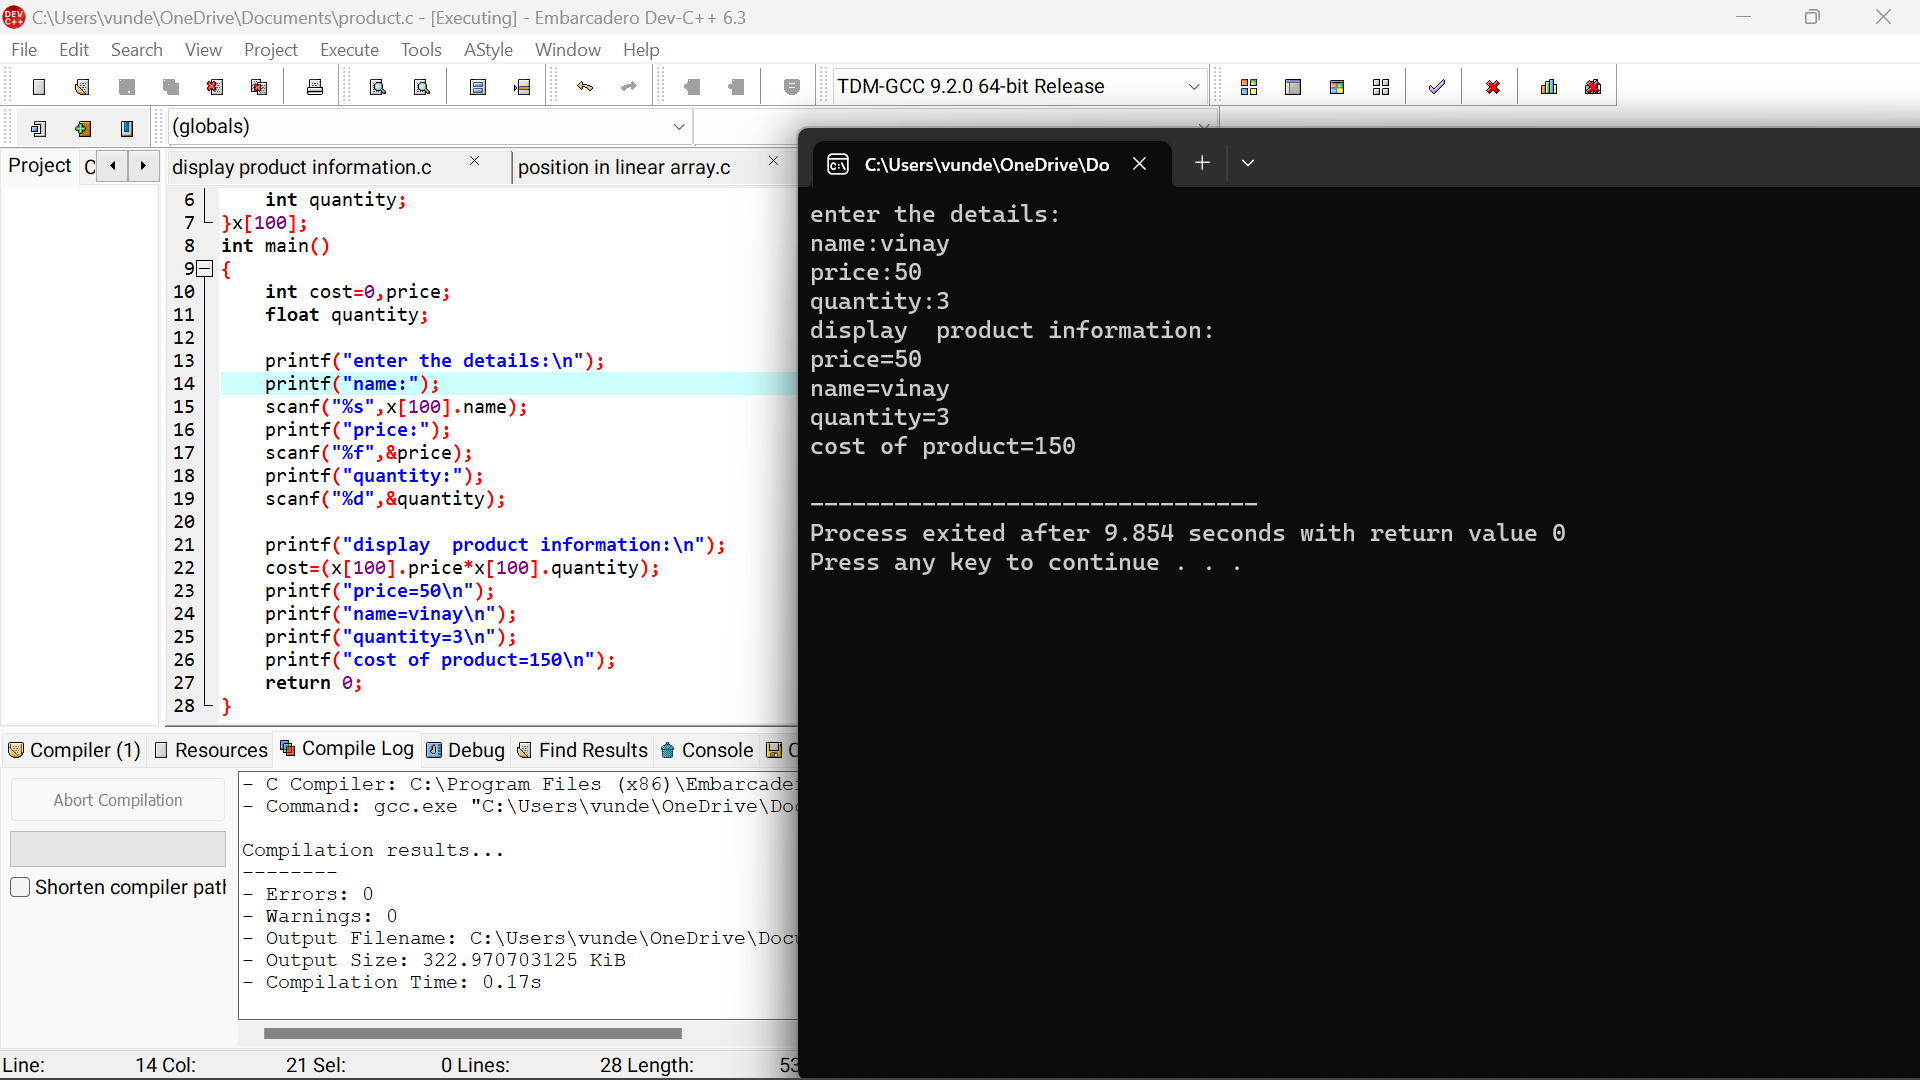 C:\Users\vunde\OneDrive\Documents\product.c - [Executing] - Embarcadero Dev-C++ 6.3
File Edit Search View Project Execute Tools AStyle Window Help
TDM-GCC 9.2.0 64-bit Release
(globals)
Project
display product information.c
position in linear array.c
6 int quantity;
7 }x[100];
8 int main()
9 {
10 int cost=0,price;
11 float quantity;
12
13 printf("enter the details:\n");
14 printf("name:");
15 scanf("%s",x[100].name);
16 printf("price:");
17 scanf("%f",&price);
18 printf("quantity:");
19 scanf("%d",&quantity);
20
21 printf("display  product information:\n");
22 cost=(x[100].price*x[100].quantity);
23 printf("price=50\n");
24 printf("name=vinay\n");
25 printf("quantity=3\n");
26 printf("cost of product=150\n");
27 return 0;
28 }
C:\Users\vunde\OneDrive\Do
enter the details:
name:vinay
price:50
quantity:3
display  product information:
price=50
name=vinay
quantity=3
cost of product=150
--------------------------------
Process exited after 9.854 seconds with return value 0
Press any key to continue . . .
Compiler (1) Resources Compile Log Debug Find Results Console
Abort Compilation
Shorten compiler path
- C Compiler: C:\Program Files (x86)\Embarcade
- Command: gcc.exe "C:\Users\vunde\OneDrive\Do
Compilation results...
--------
- Errors: 0
- Warnings: 0
- Output Filename: C:\Users\vunde\OneDrive\Doc
- Output Size: 322.970703125 KiB
- Compilation Time: 0.17s
Line: 14 Col: 21 Sel: 0 Lines: 28 Length: 53